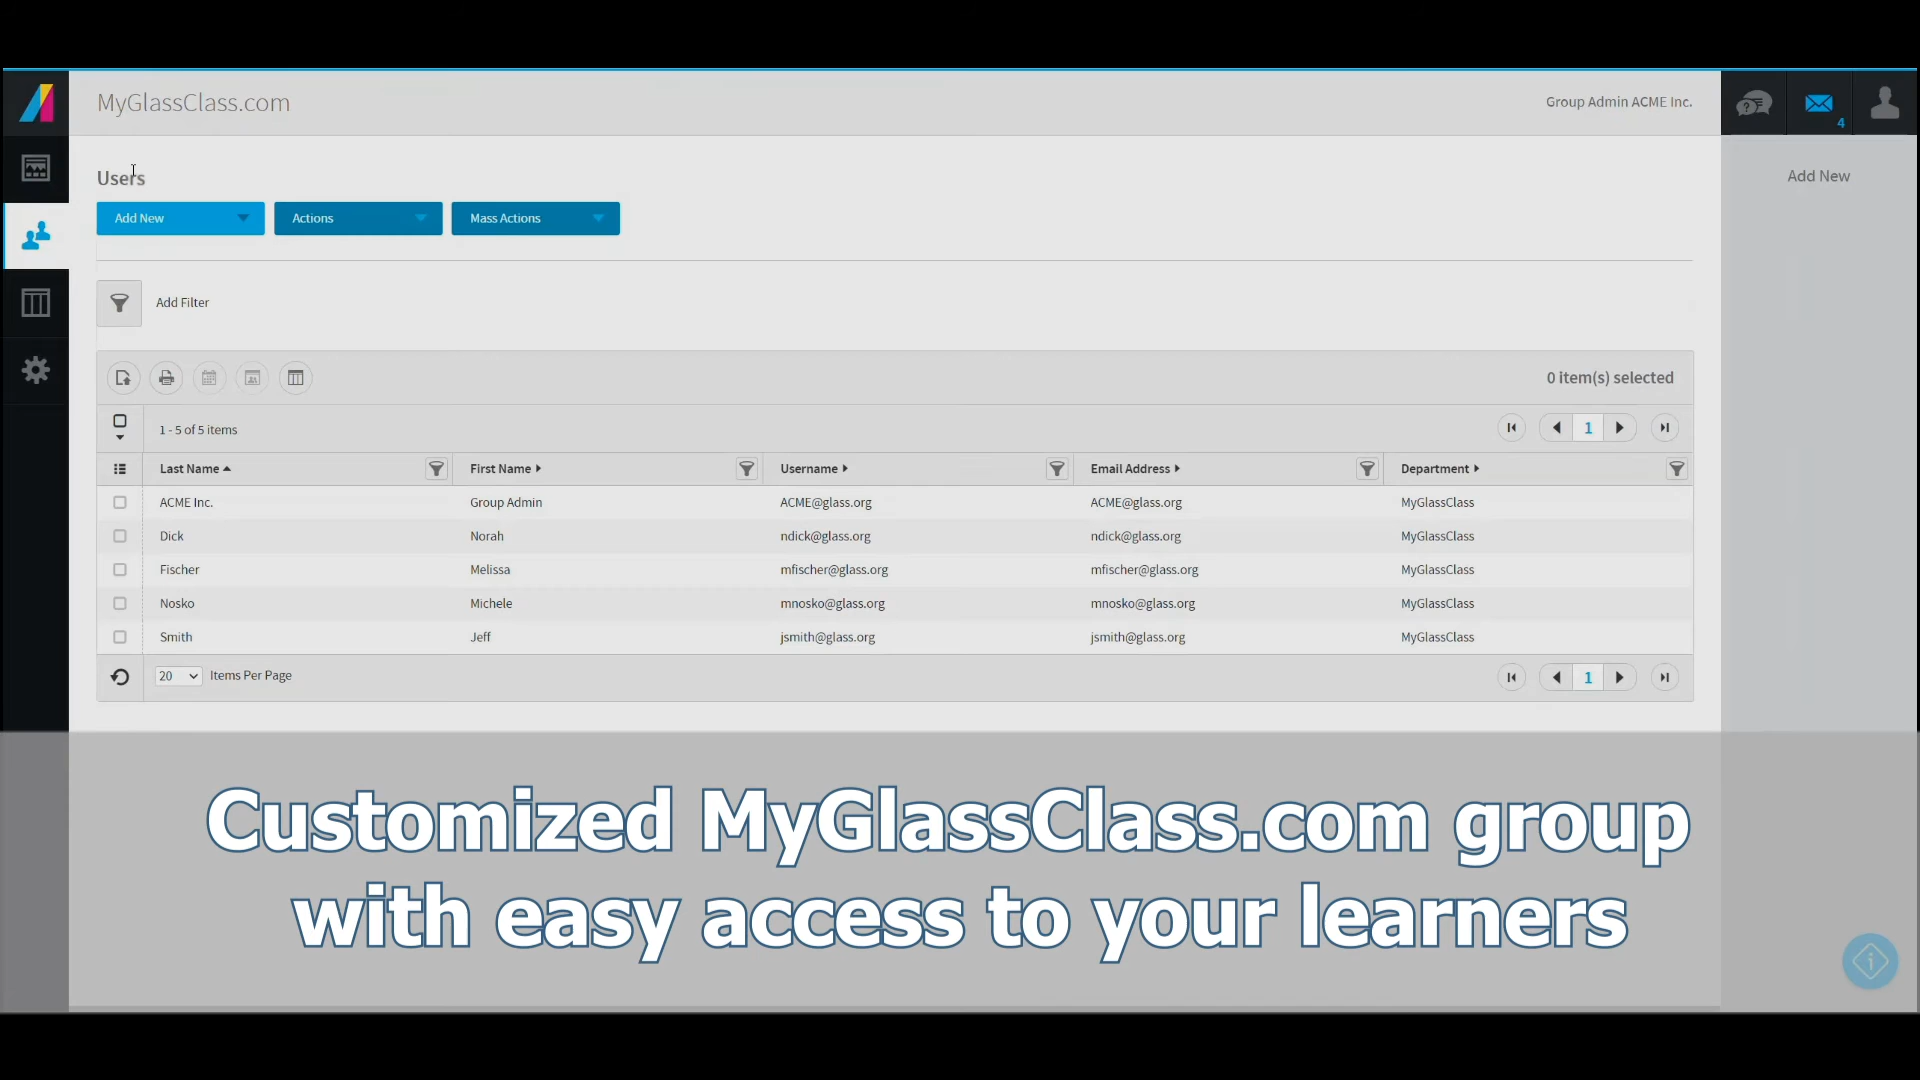 MyGlassClass.com
Group Admin ACME Inc.
4
Users
Add New
Add New
Actions
Mass Actions
Add Filter
0 item(s) selected
1 - 5 of 5 items
1
Last Name First Name Username Email Address Department
ACME Inc. Group Admin ACME@glass.org ACME@glass.org MyGlassClass
Dick Norah ndick@glass.org ndick@glass.org MyGlassClass
Fischer Melissa mfischer@glass.org mfischer@glass.org MyGlassClass
Nosko Michele mnosko@glass.org mnosko@glass.org MyGlassClass
Smith Jeff jsmith@glass.org jsmith@glass.org MyGlassClass
20 Items Per Page 1
Customized MyGlassClass.com group
with easy access to your learners